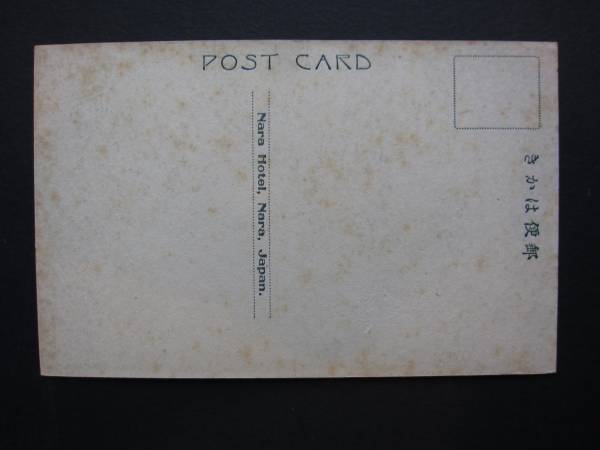 POST CARD
Nara Hotel, Nara, Japan.
郵便はかき